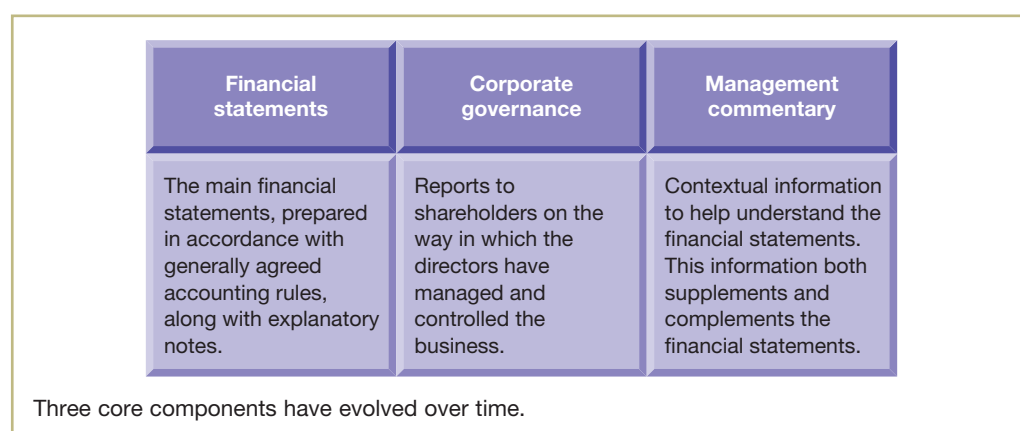 Financial
statements
Corporate
governance
Management
commentary
The main financial
statements, prepared
in accordance with
generally agreed
accounting rules,
along with explanatory
notes.
Reports to
shareholders on the
way in which the
directors have
managed and
controlled the
business.
Contextual information
to help understand the
financial statements.
This information both
supplements and
complements the
financial statements.
Three core components have evolved over time.